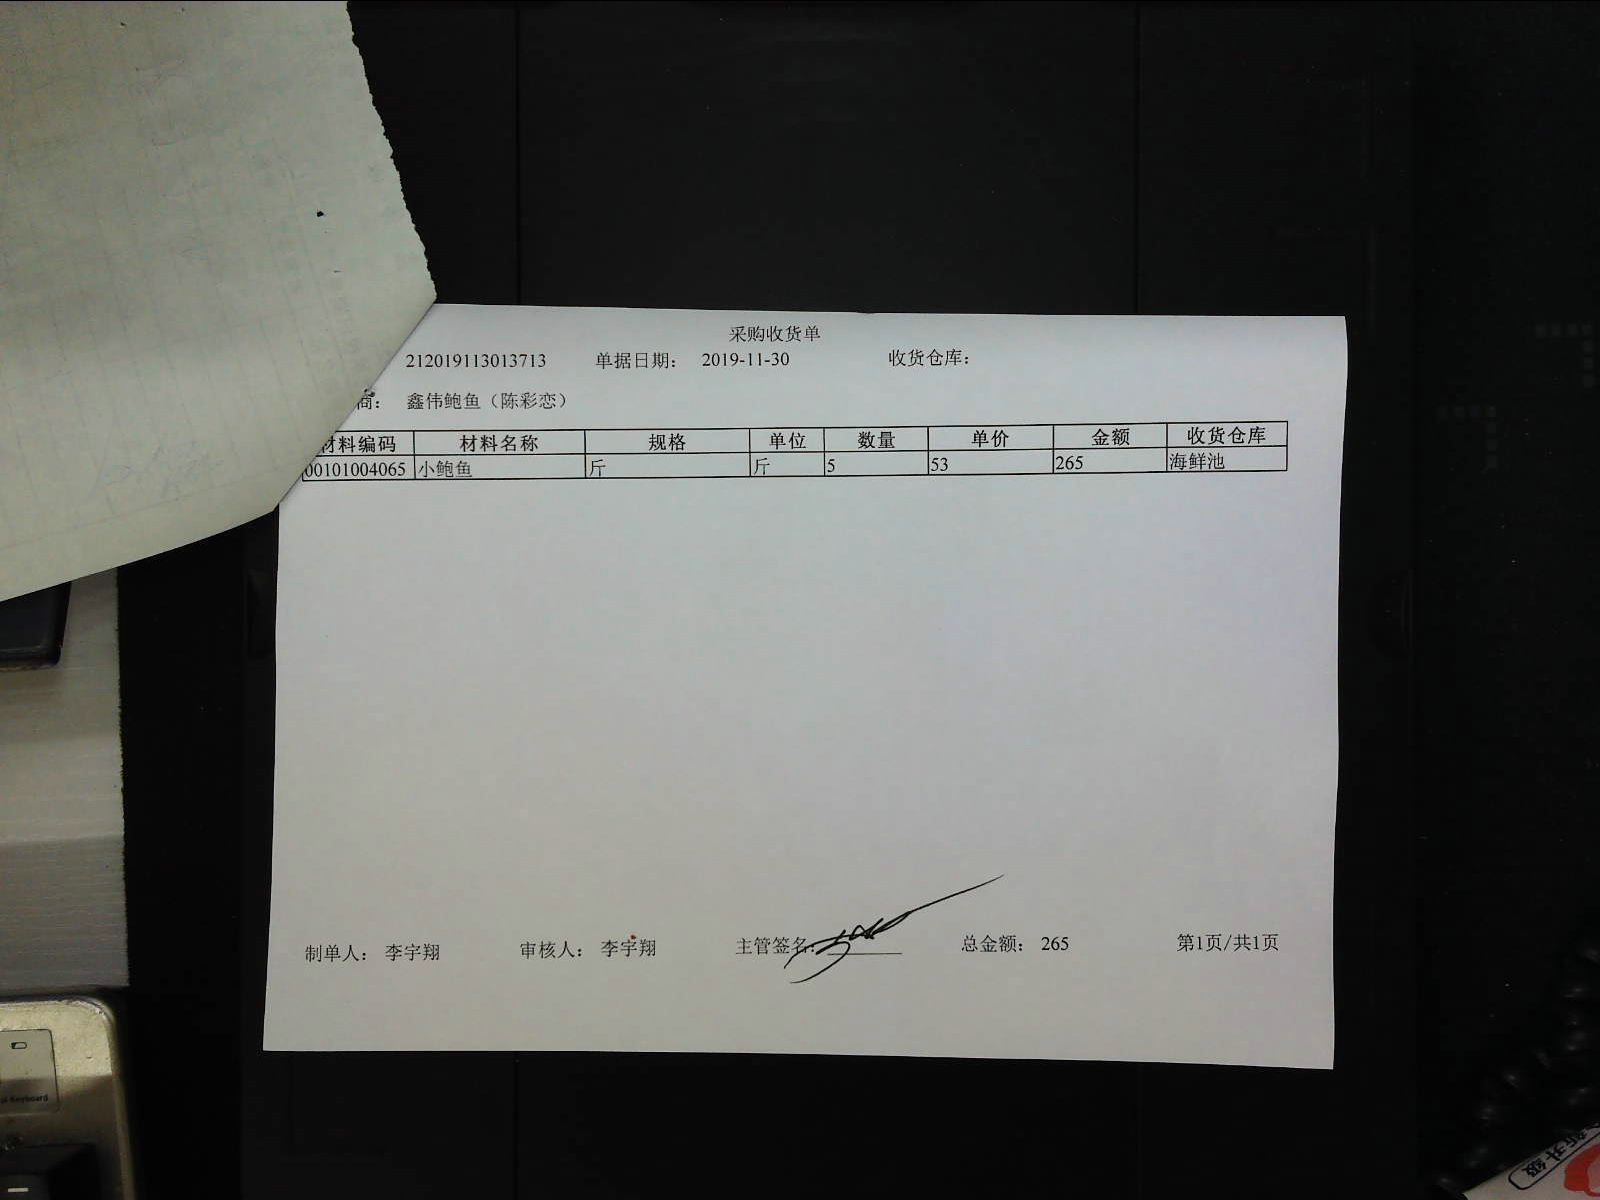 采购收货单
212019113013713 单据日期： 2019-11-30 收货仓库：
商： 鑫伟鲍鱼（陈彩恋）
材料编码 材料名称 规格 单位 数量 单价 金额 收货仓库
00101004065 小鲍鱼 斤 斤 5 53 265 海鲜池
制单人： 李宇翔 审核人： 李宇翔 主管签名： 总金额： 265 第1页/共1页
Keyboard
升级